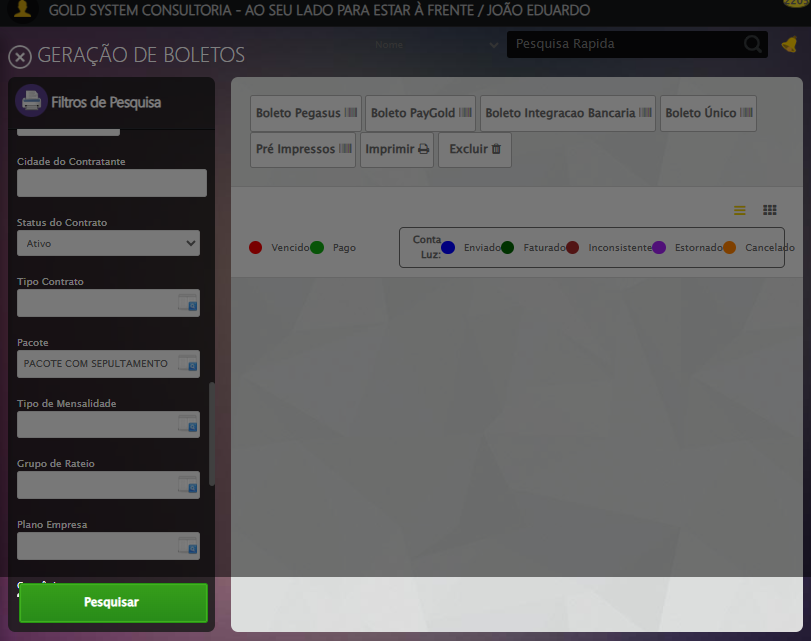 GOLD SYSTEM CONSULTORIA - AO SEU LADO PARA ESTAR À FRENTE / JOÃO EDUARDO
GERAÇÃO DE BOLETOS
Nome
Pesquisa Rapida
Filtros de Pesquisa
Cidade do Contratante
Status do Contrato
Ativo
Tipo Contrato
Pacote
PACOTE COM SEPULTAMENTO
Tipo de Mensalidade
Grupo de Rateio
Plano Empresa
Pesquisar
Boleto Pegasus
Boleto PayGold
Boleto Integracao Bancaria
Boleto Único
Pré Impressos
Imprimir
Excluir
Vencido
Pago
Conta
Luz:
Enviado
Faturado
Inconsistente
Estornado
Cancelado